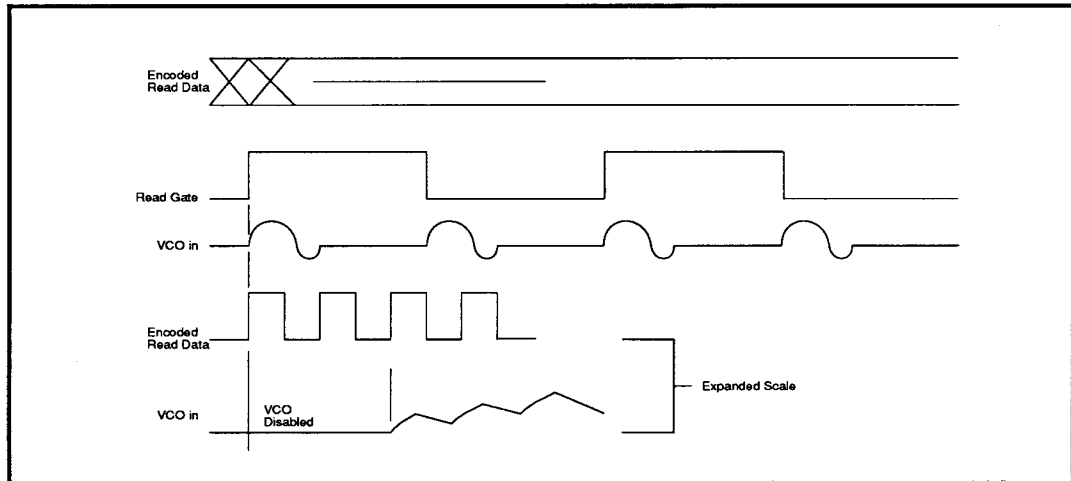 Encoded
Read Data
Read Gate
VCO in
Encoded
Read Data
Expanded Scale
VCO in
VCO
Disabled